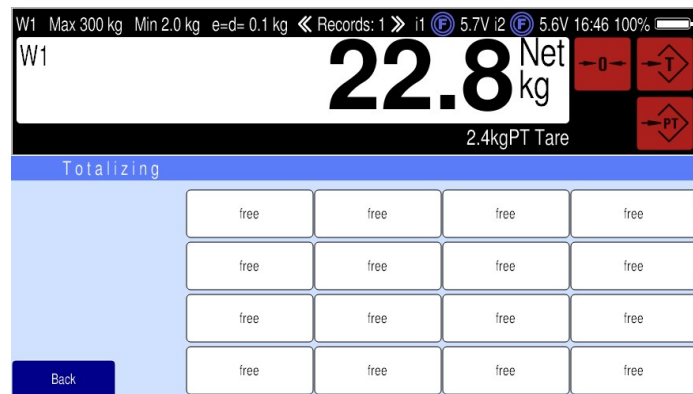 W1 Max 300 kg Min 2.0 kg e=d= 0.1 kg ≪ Records: 1 ≫ i1 F 5.7V i2 F 5.6V 16:46 100%
W1 22.8 Net kg
→0← →T
→PT
2.4kgPT Tare
Totalizing
free free free free
free free free free
free free free free
free free free free
Back